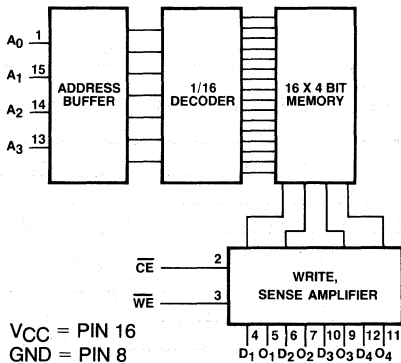 A0 1
A1 15
A2 14
A3 13
ADDRESS
BUFFER
1/16
DECODER
16 X 4 BIT
MEMORY
CE 2
WE 3
WRITE,
SENSE AMPLIFIER
4 5 6 7 10 9 12 11
D1 O1 D2 O2 D3 O3 D4 O4
VCC = PIN 16
GND = PIN 8